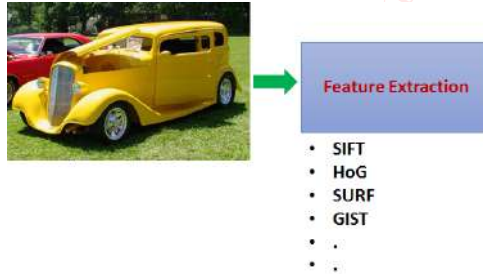 Feature Extraction
• SIFT
• HoG
• SURF
• GIST
• .
• .